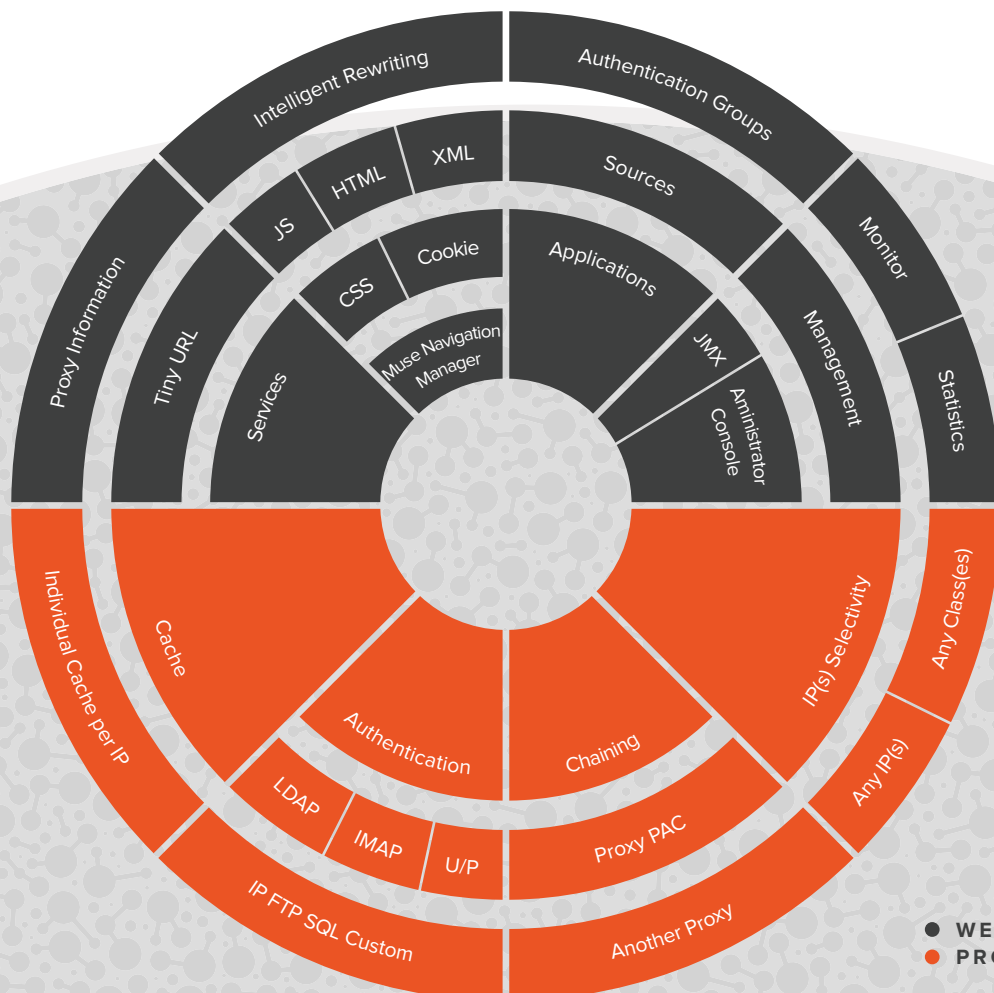 Intelligent Rewriting
Authentication Groups
Proxy Information
JS
HTML
XML
Sources
Monitor
Tiny URL
CSS
Cookie
Applications
Management
Statistics
Services
Muse Navigation
Manager
JMX
Aministrator
Console
Individual Cache per IP
Cache
Authentication
Chaining
IP(s) Selectivity
Any Class(es)
Any IP(s)
LDAP
IMAP
U/P
Proxy PAC
IP FTP SQL Custom
Another Proxy
WE
PRO